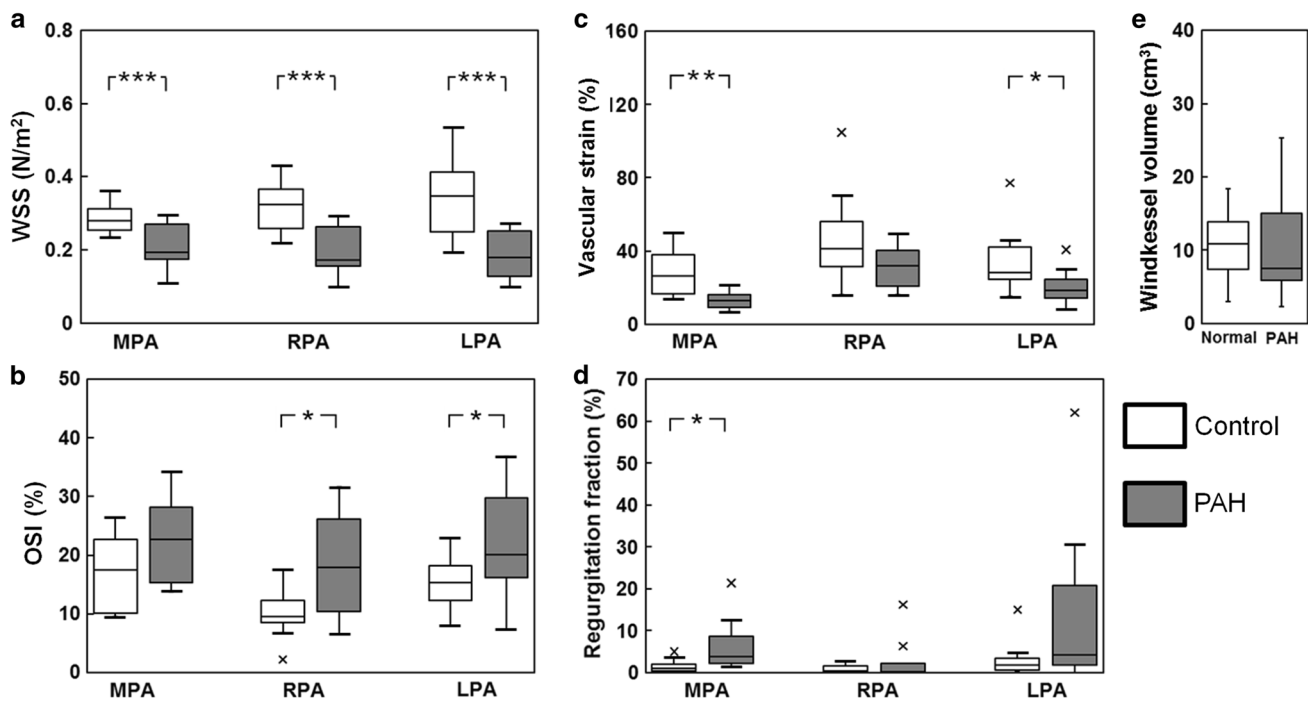 a
WSS (N/m²)
0.8
0.6
0.4
0.2
0
***
***
***
MPA RPA LPA
b
OSI (%)
50
40
30
20
10
0
*
*
MPA RPA LPA
c
Vascular strain (%)
160
120
80
40
0
**
*
MPA RPA LPA
d
Regurgitation fraction (%)
70
60
50
40
30
20
10
0
*
MPA RPA LPA
e
Windkessel volume (cm³)
40
30
20
10
0
Normal PAH
Control
PAH